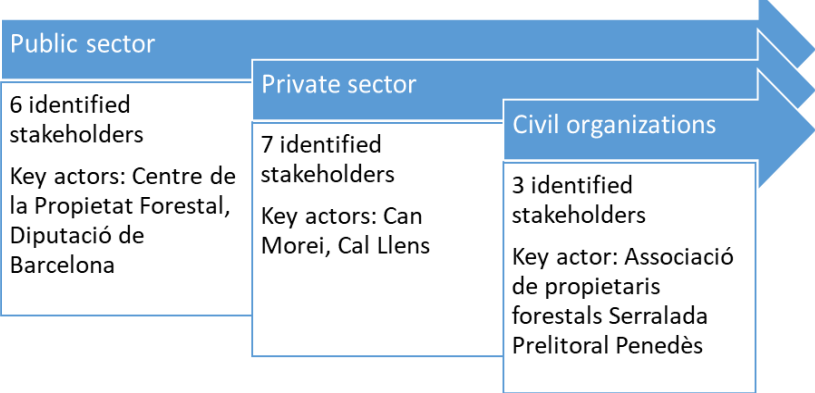 Public sector
6 identified
stakeholders
Key actors: Centre de
la Propietat Forestal,
Diputació de
Barcelona
Private sector
7 identified
stakeholders
Key actors: Can
Morei, Cal Llens
Civil organizations
3 identified
stakeholders
Key actor: Associació
de propietaris
forestals Serralada
Prelitoral Penedès